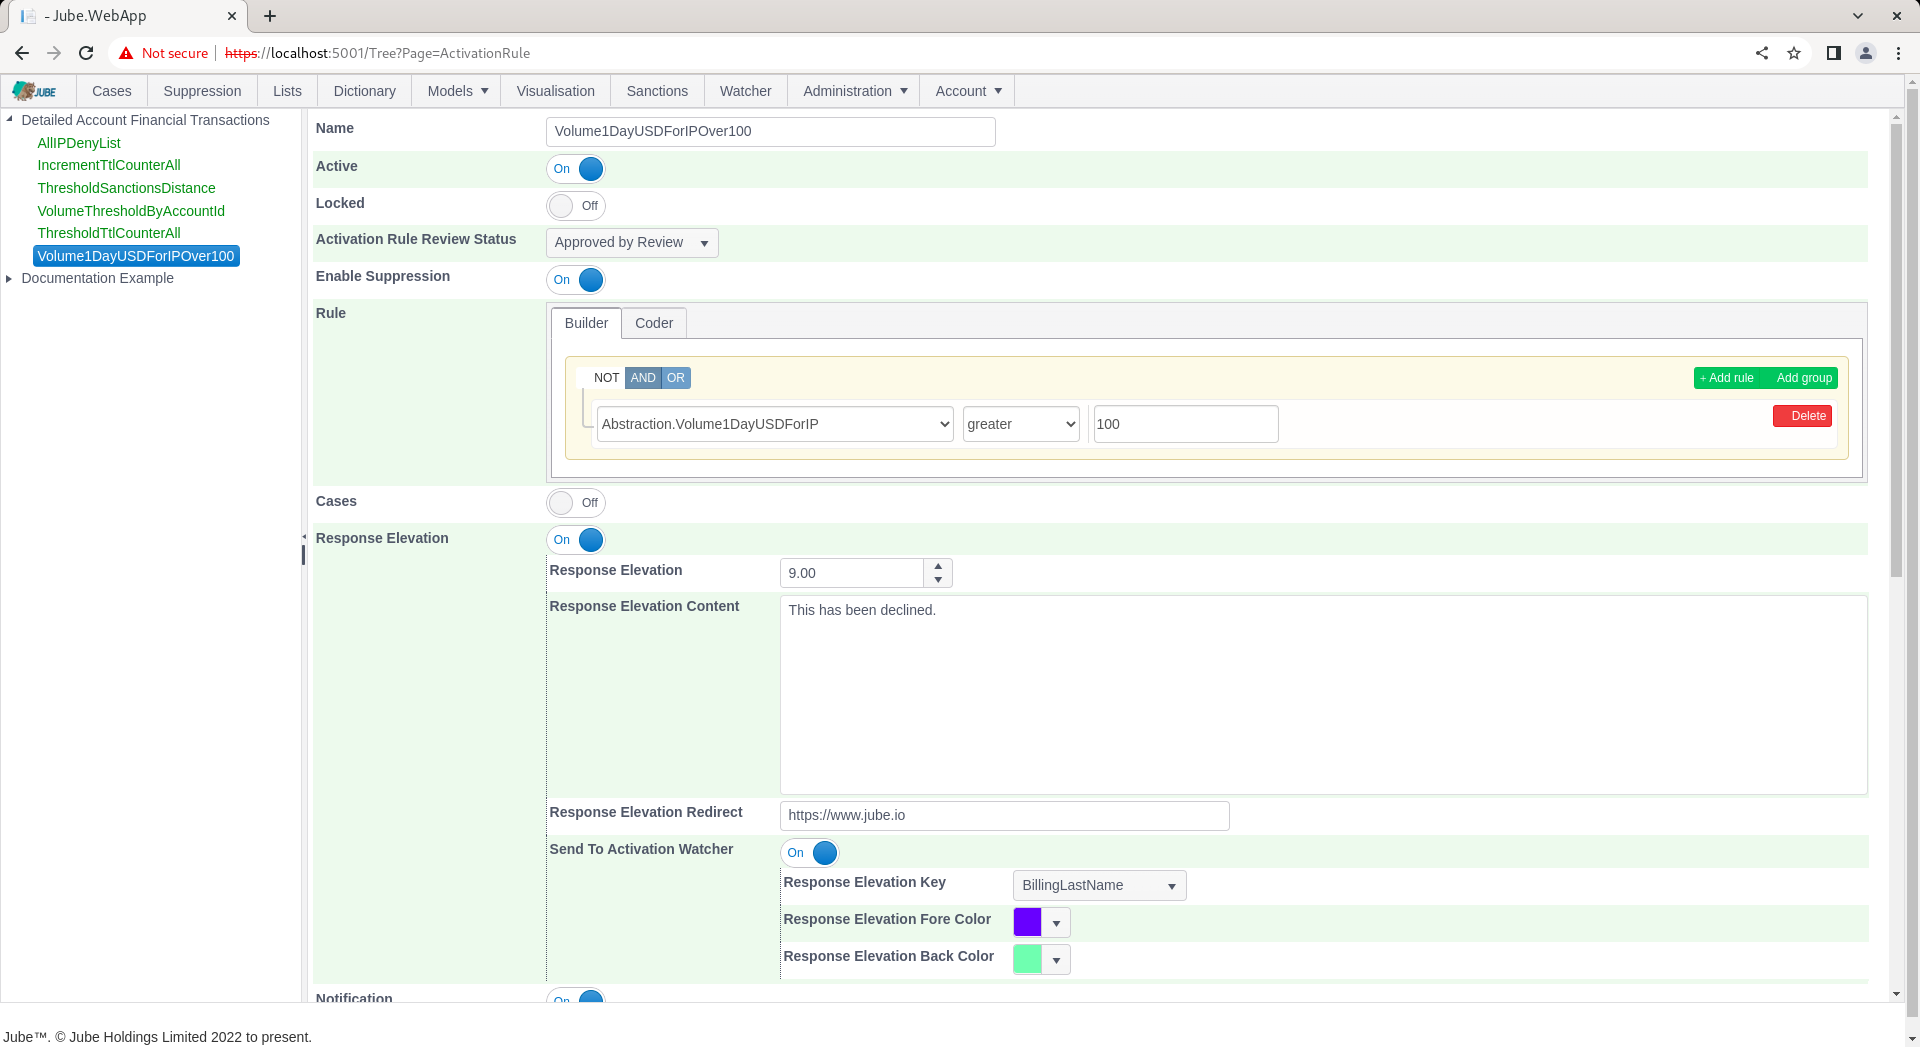 - Jube.WebApp
Not secure https://localhost:5001/Tree?Page=ActivationRule
JUBE Cases Suppression Lists Dictionary Models Visualisation Sanctions Watcher Administration Account
Detailed Account Financial Transactions
AllIPDenyList
IncrementTtlCounterAll
ThresholdSanctionsDistance
VolumeThresholdByAccountId
ThresholdTtlCounterAll
Volume1DayUSDForIPOver100
Documentation Example
Name Volume1DayUSDForIPOver100
Active On
Locked Off
Activation Rule Review Status Approved by Review
Enable Suppression On
Rule Builder Coder
NOT AND OR + Add rule Add group
Abstraction.Volume1DayUSDForIP greater 100 Delete
Cases Off
Response Elevation On
Response Elevation 9.00
Response Elevation Content This has been declined.
Response Elevation Redirect https://www.jube.io
Send To Activation Watcher On
Response Elevation Key BillingLastName
Response Elevation Fore Color
Response Elevation Back Color
Notification On
Jube™. © Jube Holdings Limited 2022 to present.